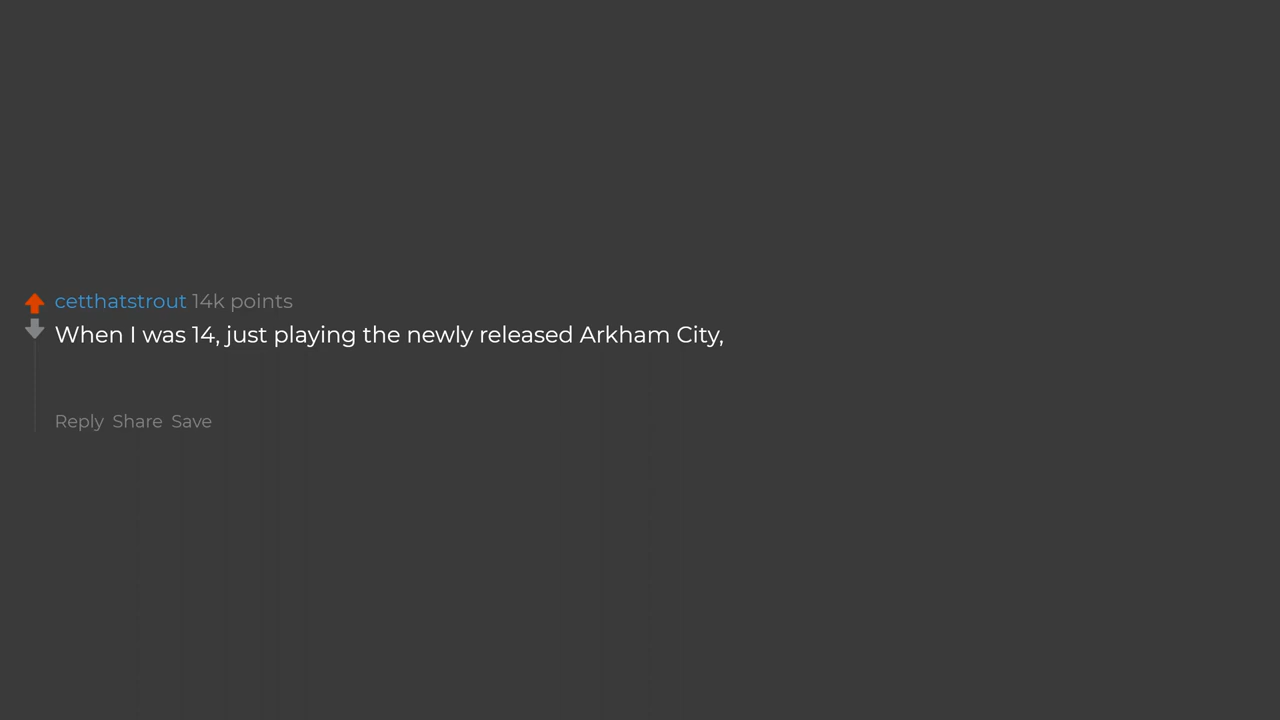 cetthatstrout 14k points
When I was 14, just playing the newly released Arkham City,
Reply Share Save